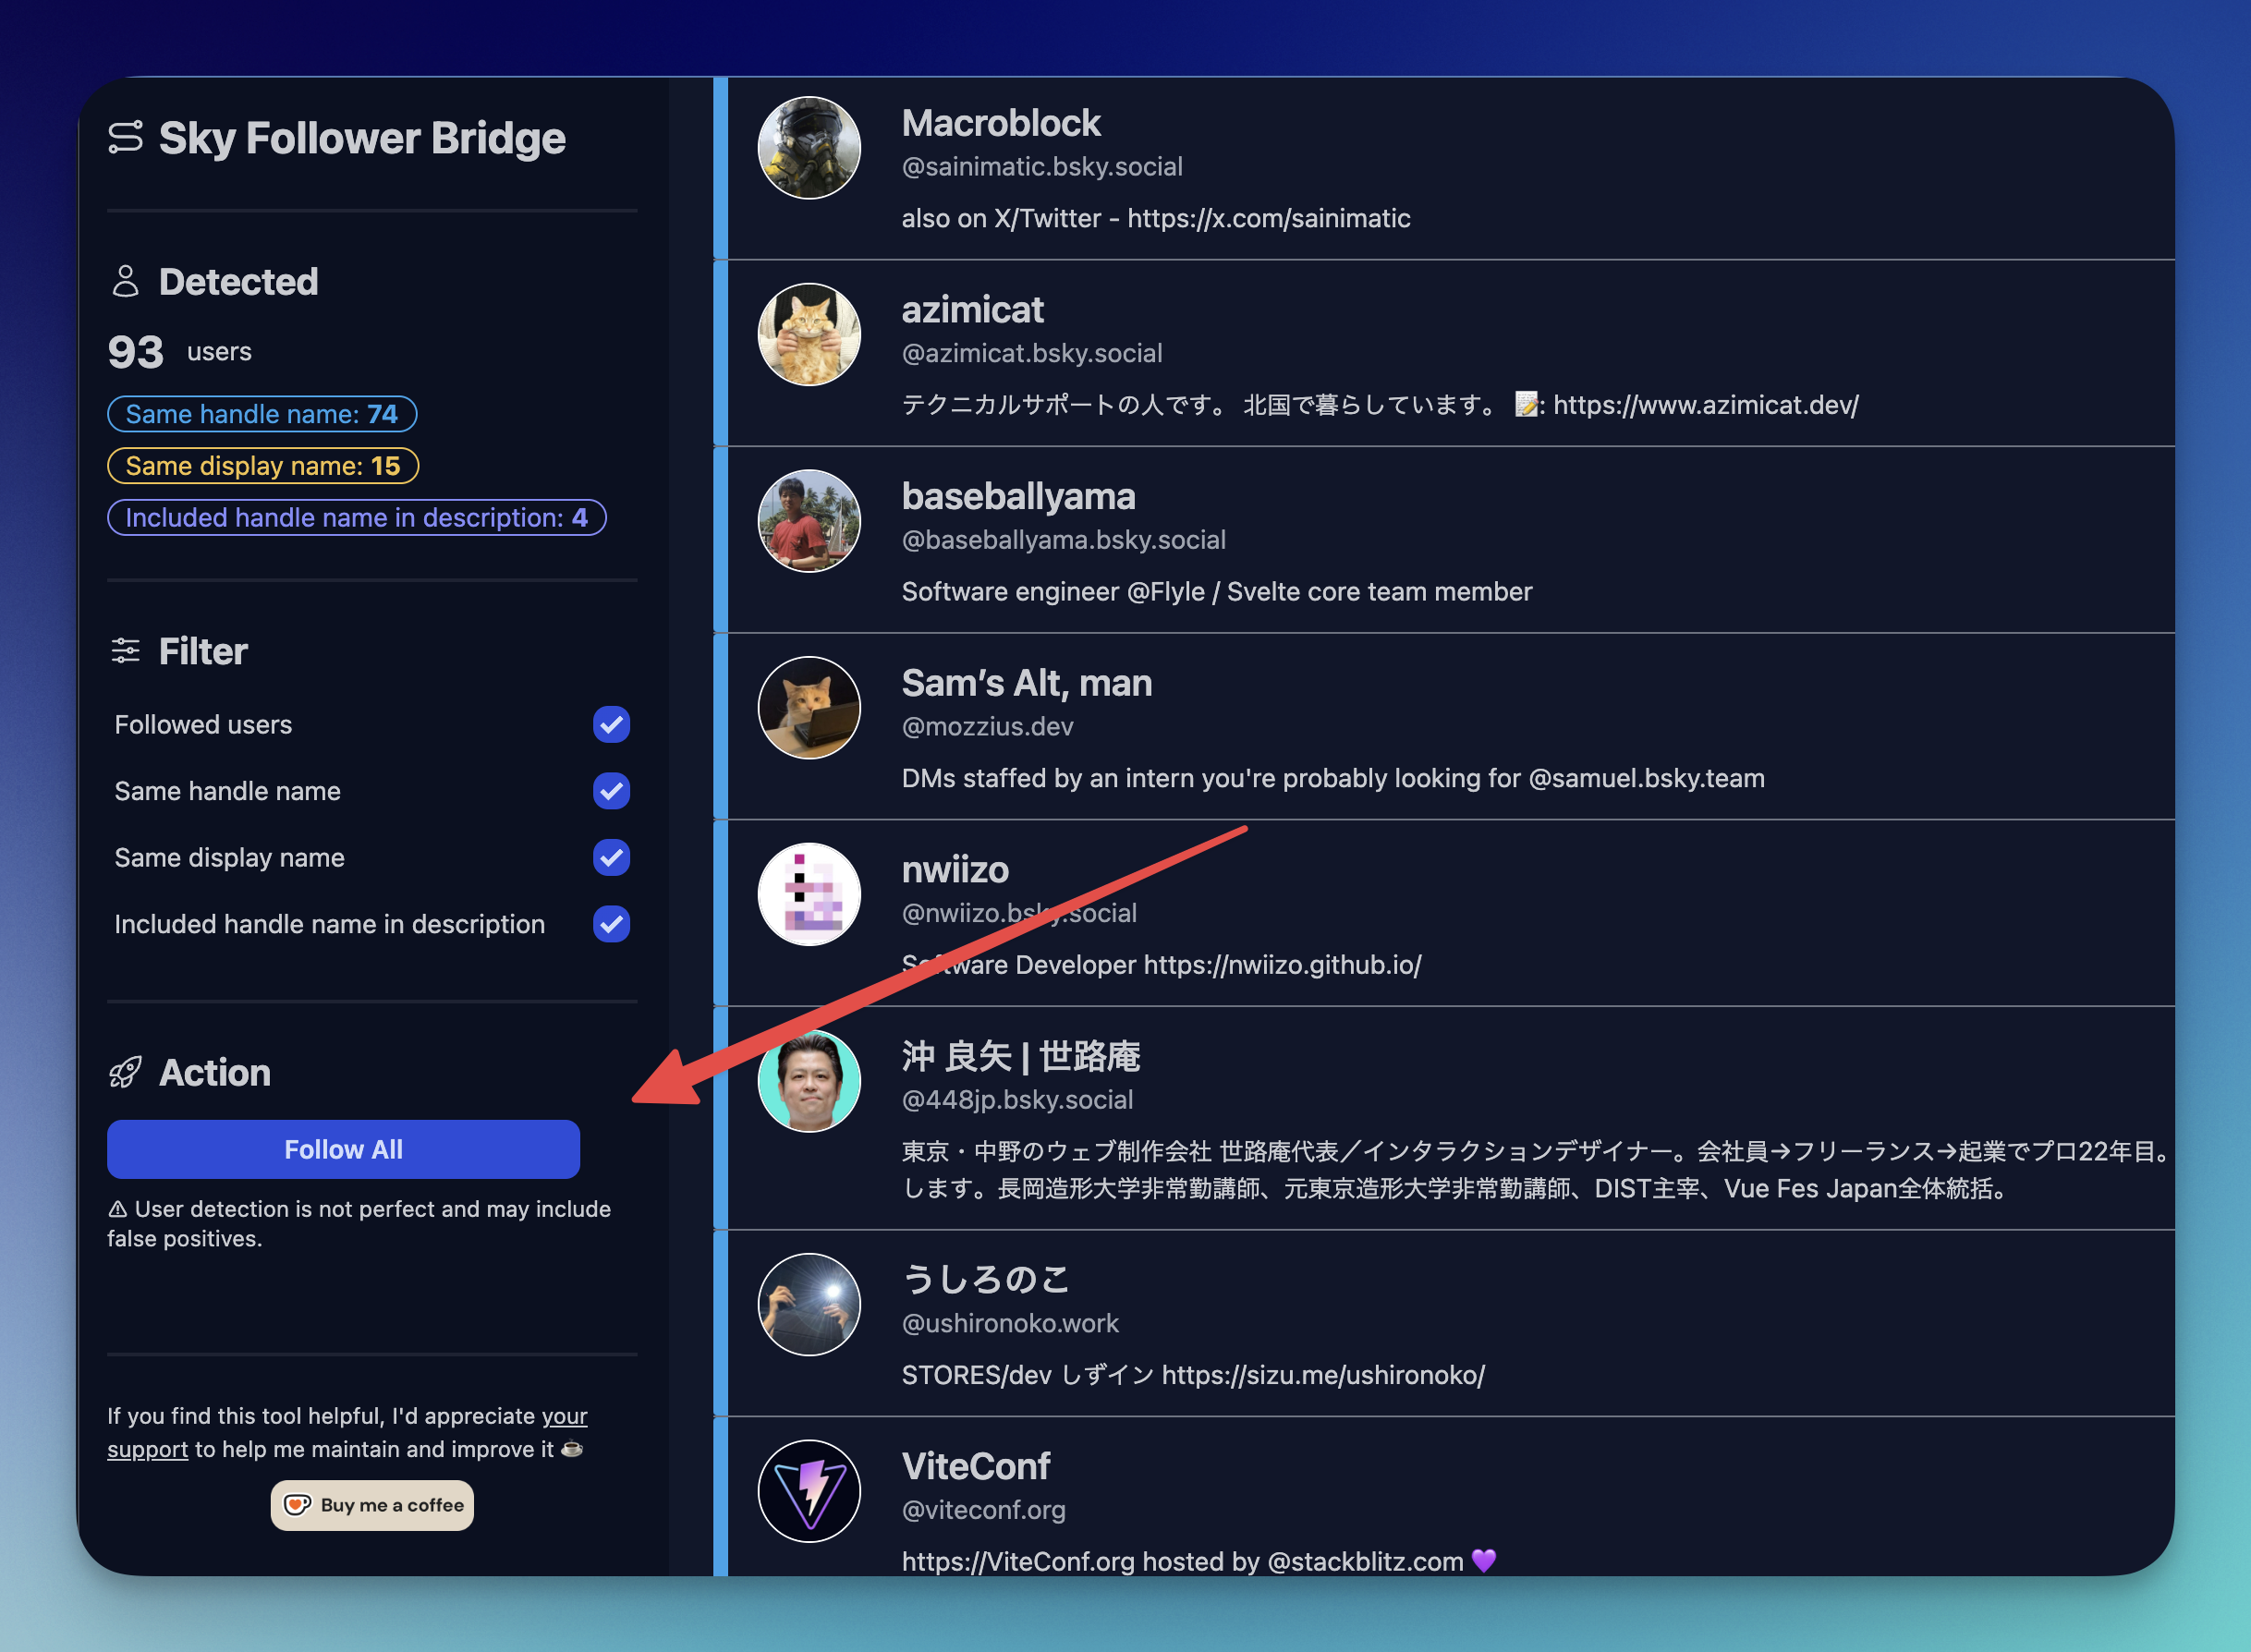 Sky Follower Bridge
Detected
93 users
Same handle name: 74
Same display name: 15
Included handle name in description: 4
Filter
Followed users
Same handle name
Same display name
Included handle name in description
Action
Follow All
⚠ User detection is not perfect and may include
false positives.
If you find this tool helpful, I'd appreciate your
support to help me maintain and improve it ☕
Buy me a coffee
Macroblock
@sainimatic.bsky.social
also on X/Twitter - https://x.com/sainimatic
azimicat
@azimicat.bsky.social
テクニカルサポートの人です。 北国で暮らしています。 📝: https://www.azimicat.dev/
baseballyama
@baseballyama.bsky.social
Software engineer @Flyle / Svelte core team member
Sam’s Alt, man
@mozzius.dev
DMs staffed by an intern you're probably looking for @samuel.bsky.team
nwiizo
@nwiizo.bsky.social
Software Developer https://nwiizo.github.io/
沖 良矢 | 世路庵
@448jp.bsky.social
東京・中野のウェブ制作会社 世路庵代表／インタラクションデザイナー。会社員→フリーランス→起業でプロ22年目。
します。長岡造形大学非常勤講師、元東京造形大学非常勤講師、DIST主宰、Vue Fes Japan全体統括。
うしろのこ
@ushironoko.work
STORES/dev しずイン https://sizu.me/ushironoko/
ViteConf
@viteconf.org
https://ViteConf.org hosted by @stackblitz.com 💜